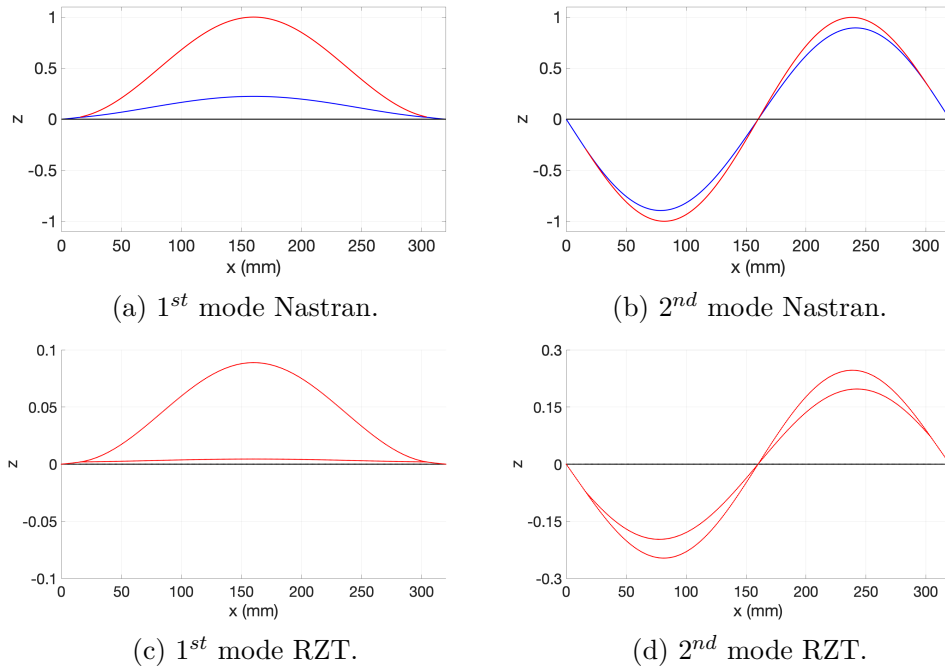 1
0.5
0
-0.5
-1
z
0 50 100 150 200 250 300
x (mm)
(a) 1st mode Nastran.
1
0.5
0
-0.5
-1
z
0 50 100 150 200 250 300
x (mm)
(b) 2nd mode Nastran.
0.1
0.05
0
-0.05
-0.1
z
0 50 100 150 200 250 300
x (mm)
(c) 1st mode RZT.
0.3
0.15
0
-0.15
-0.3
z
0 50 100 150 200 250 300
x (mm)
(d) 2nd mode RZT.